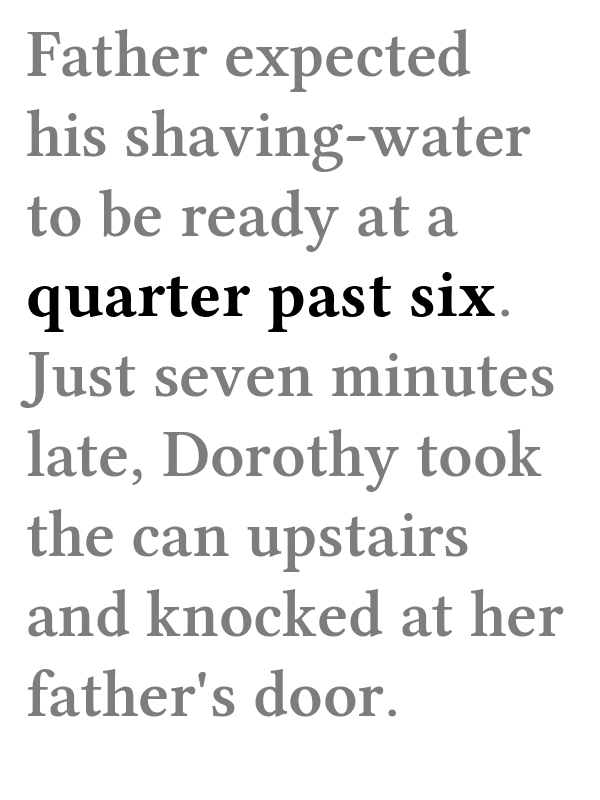 Father expected
his shaving-water
to be ready at a
quarter past six.
Just seven minutes
late, Dorothy took
the can upstairs
and knocked at her
father's door.